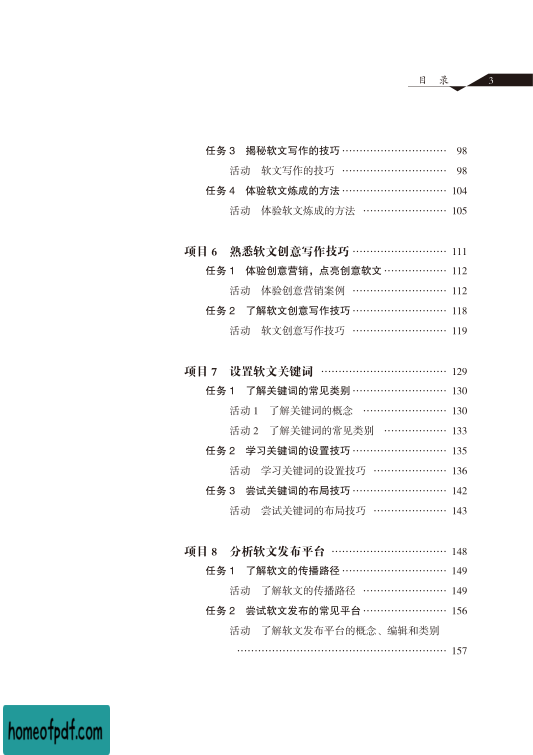 目　录　3
任务 3　揭秘软文写作的技巧 ………………………… 98
活动　软文写作的技巧 ………………………… 98
任务 4　体验软文炼成的方法 ………………………… 104
活动　体验软文炼成的方法 …………………… 105
项目 6　熟悉软文创意写作技巧 ……………………… 111
任务 1　体验创意营销，点亮创意软文 ……………… 112
活动　体验创意营销案例 ……………………… 112
任务 2　了解软文创意写作技巧 ……………………… 118
活动　软文创意写作技巧 ……………………… 119
项目 7　设置软文关键词 ……………………………… 129
任务 1　了解关键词的常见类别 ……………………… 130
活动 1　了解关键词的概念 …………………… 130
活动 2　了解关键词的常见类别 ……………… 133
任务 2　学习关键词的设置技巧 ……………………… 135
活动　学习关键词的设置技巧 ………………… 136
任务 3　尝试关键词的布局技巧 ……………………… 142
活动　尝试关键词的布局技巧 ………………… 143
项目 8　分析软文发布平台 …………………………… 148
任务 1　了解软文的传播路径 ………………………… 149
活动　了解软文的传播路径 …………………… 149
任务 2　尝试软文发布的常见平台 …………………… 156
活动　了解软文发布平台的概念、编辑和类别
…………………………………………………… 157
homeofpdf.com